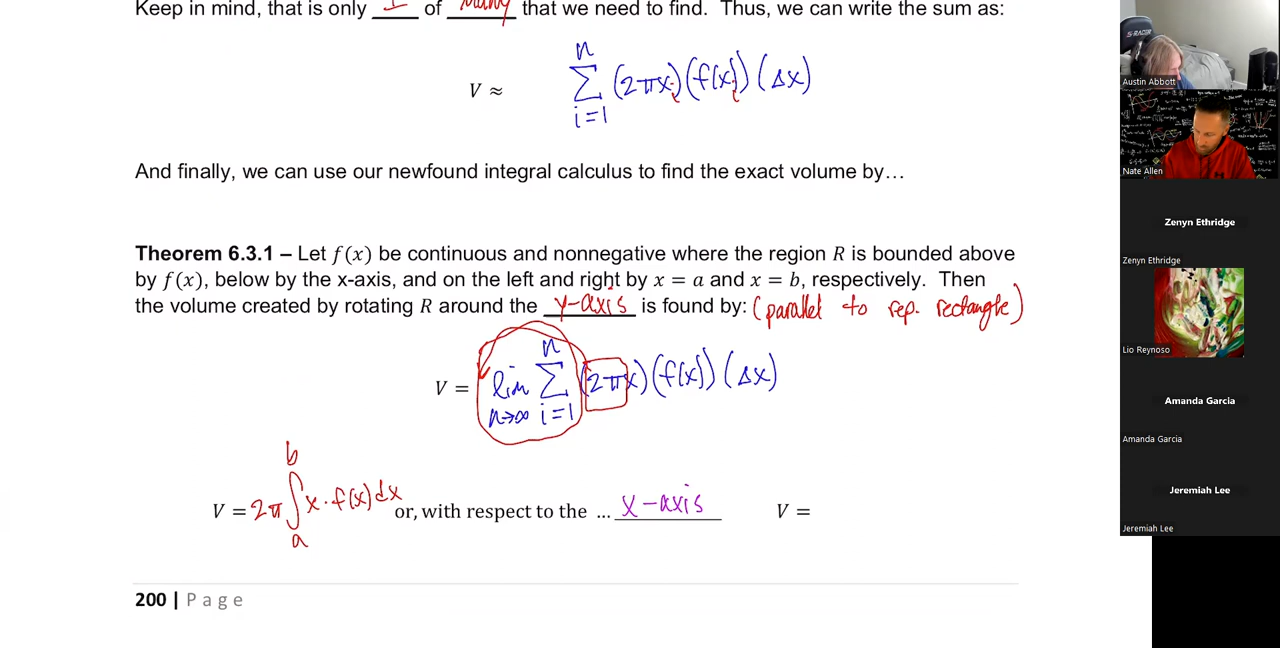 Keep in mind, that is only 1 of many that we need to find. Thus, we can write the sum as:
V ≈ n Σ i=1 (2πx_i)(f(x_i))(Δx)
And finally, we can use our newfound integral calculus to find the exact volume by…
Theorem 6.3.1 – Let f(x) be continuous and nonnegative where the region R is bounded above
by f(x), below by the x-axis, and on the left and right by x = a and x = b, respectively. Then
the volume created by rotating R around the y-axis is found by: (parallel to rep. rectangle)
V = lim n→∞ n Σ i=1 (2πx)(f(x))(Δx)
V = 2π ∫ b a x·f(x)dx or, with respect to the … x-axis V =
200 | Page
S-RACER
Austin Abbott
Nate Allen
Zenyn Ethridge
Zenyn Ethridge
Lio Reynoso
Amanda Garcia
Amanda Garcia
Jeremiah Lee
Jeremiah Lee